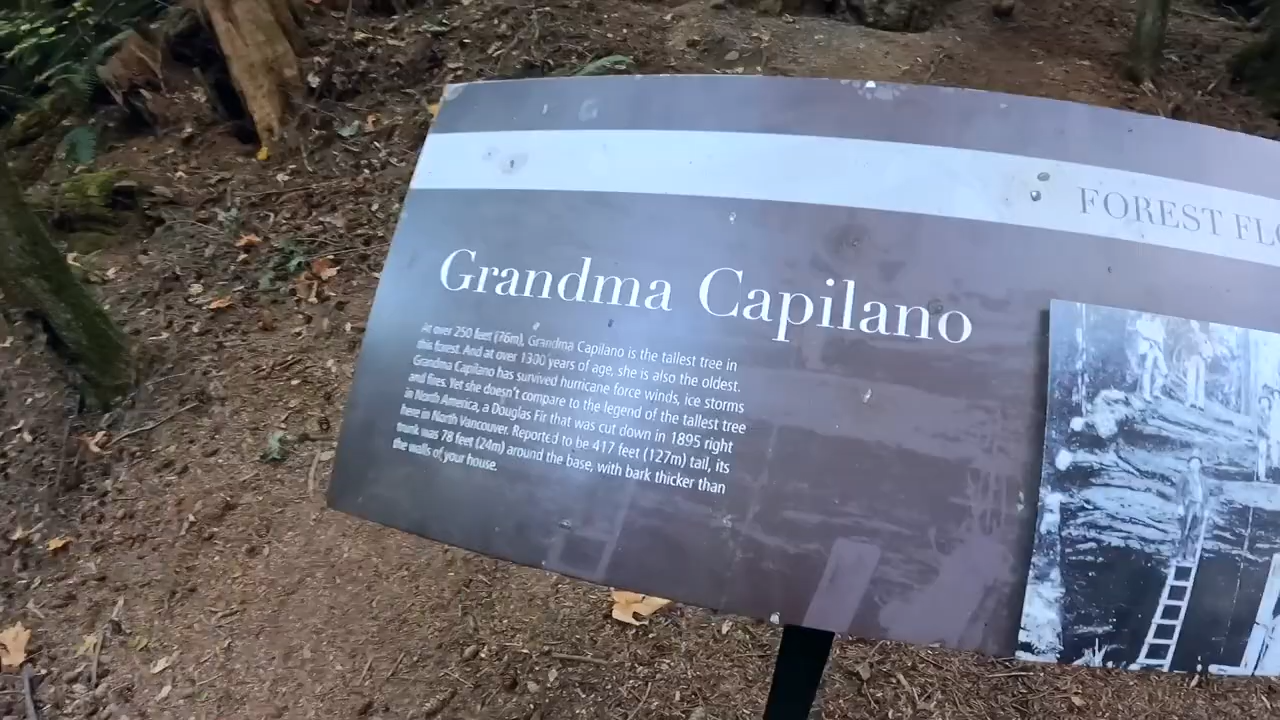 FOREST FLO
Grandma Capilano
At over 250 feet (76m), Grandma Capilano is the tallest tree in
this forest. And at over 1300 years of age, she is also the oldest.
Grandma Capilano has survived hurricane force winds, ice storms
and fires. Yet she doesn't compare to the legend of the tallest tree
in North America, a Douglas Fir that was cut down in 1895 right
here in North Vancouver. Reported to be 417 feet (127m) tall, its
trunk was 78 feet (24m) around the base, with bark thicker than
the walls of your house.